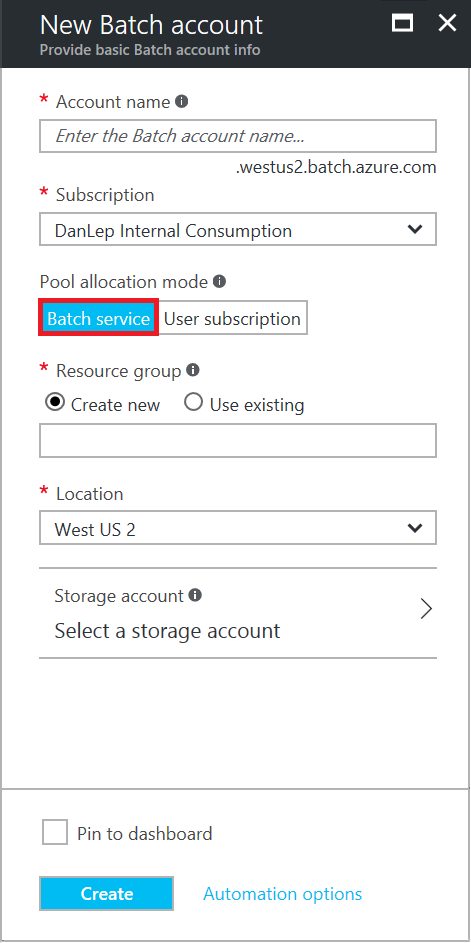 New Batch account
Provide basic Batch account info
* Account name
Enter the Batch account name...
.westus2.batch.azure.com
* Subscription
DanLep Internal Consumption
Pool allocation mode
Batch service User subscription
* Resource group
Create new Use existing
* Location
West US 2
Storage account
Select a storage account
Pin to dashboard
Create Automation options